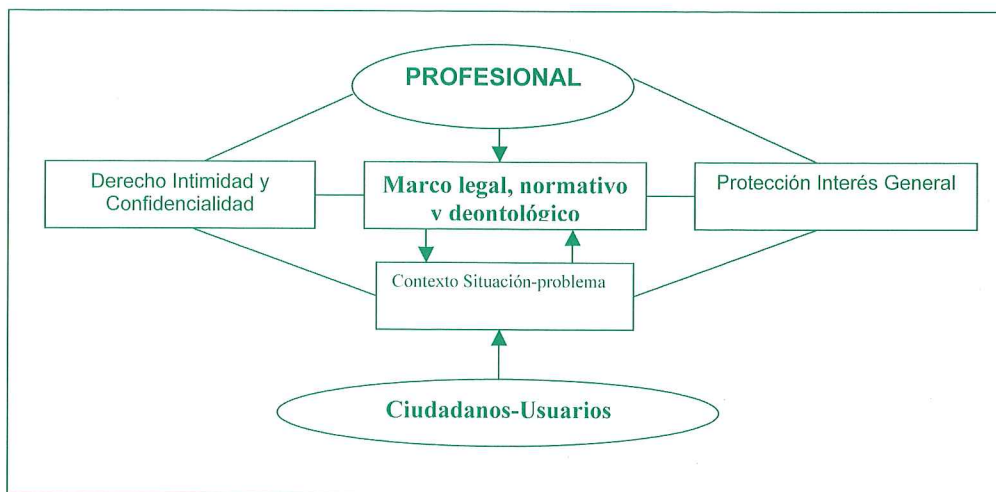 PROFESIONAL
Derecho Intimidad y
Confidencialidad
Marco legal, normativo
y deontológico
Protección Interés General
Contexto Situación-problema
Ciudadanos-Usuarios